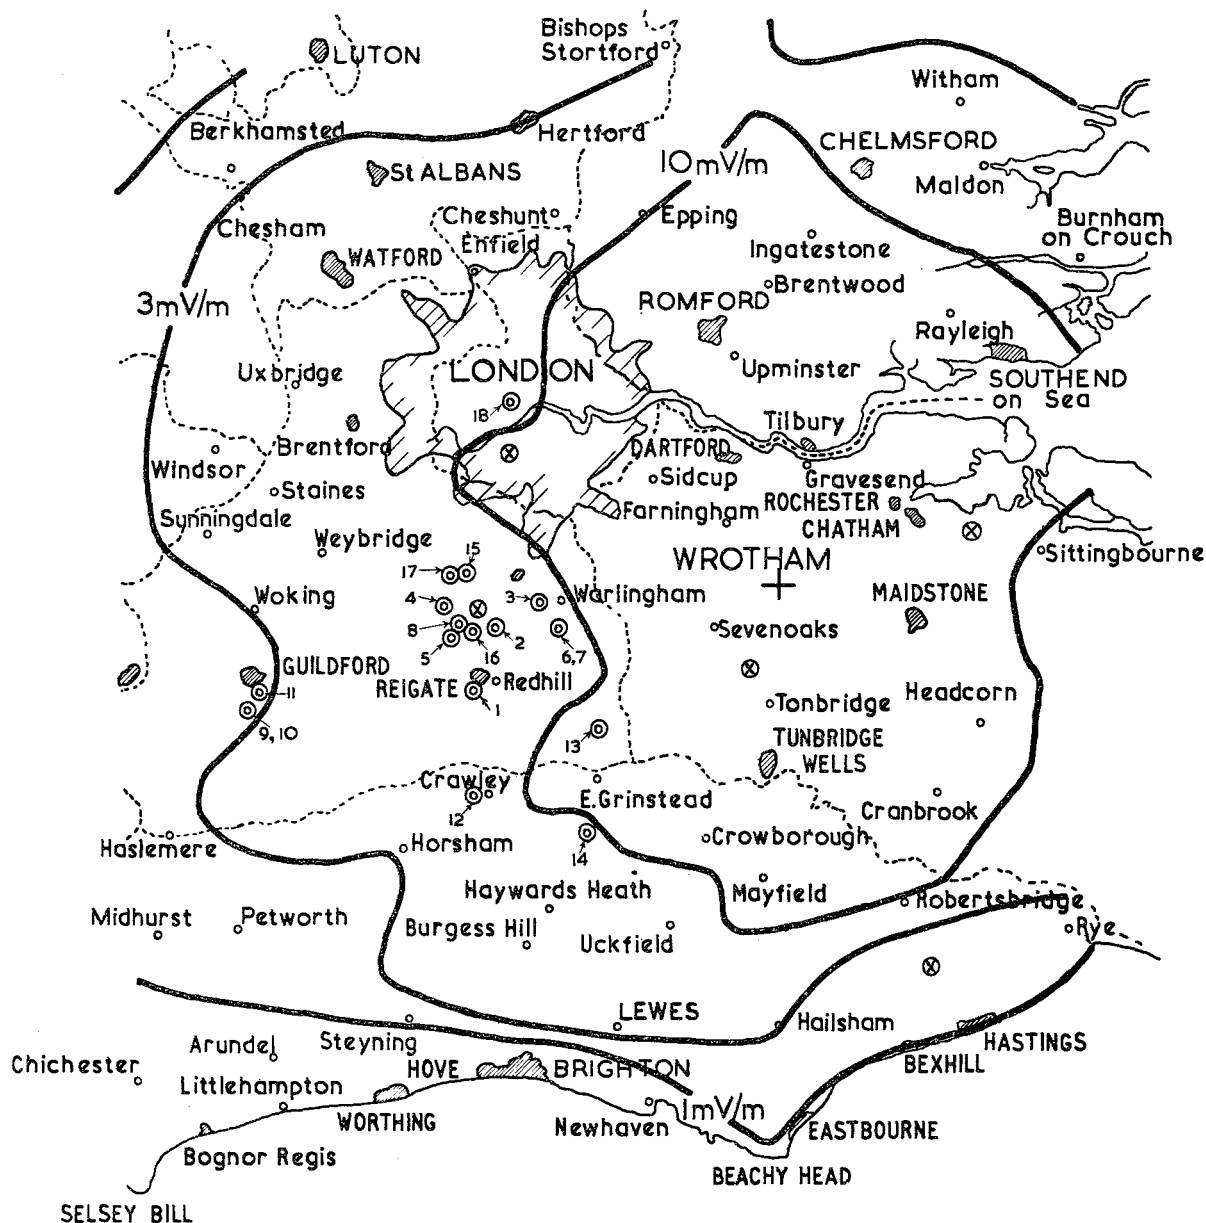 Bishops
Stortford
LUTON
Witham
Berkhamsted
Hertford
CHELMSFORD
10mV/m
St ALBANS
Maldon
Chesham
Cheshunt
Epping
Burnham
on Crouch
Enfield
Ingatestone
WATFORD
Brentwood
3mV/m
ROMFORD
Rayleigh
Uxbridge
LONDON
Upminster
SOUTHEND
on Sea
18
Tilbury
Brentford
DARTFORD
Windsor
Sidcup
Gravesend
Staines
ROCHESTER
Farningham
Sunningdale
CHATHAM
Weybridge
WROTHAM
Sittingbourne
15
17
Woking
4
3
Warlingham
MAIDSTONE
8
2
Sevenoaks
5
16
6,7
GUILDFORD
REIGATE
Redhill
11
1
Headcorn
Tonbridge
9,10
13
TUNBRIDGE
WELLS
Crawley
E.Grinstead
Cranbrook
12
Haslemere
Horsham
14
Crowborough
Haywards Heath
Mayfield
Robertsbridge
Midhurst
Petworth
Burgess Hill
Uckfield
Rye
LEWES
Hailsham
Arundel
Steyning
HASTINGS
Chichester
HOVE
BRIGHTON
BEXHILL
Littlehampton
1mV/m
WORTHING
Newhaven
EASTBOURNE
Bognor Regis
BEACHY HEAD
SELSEY BILL